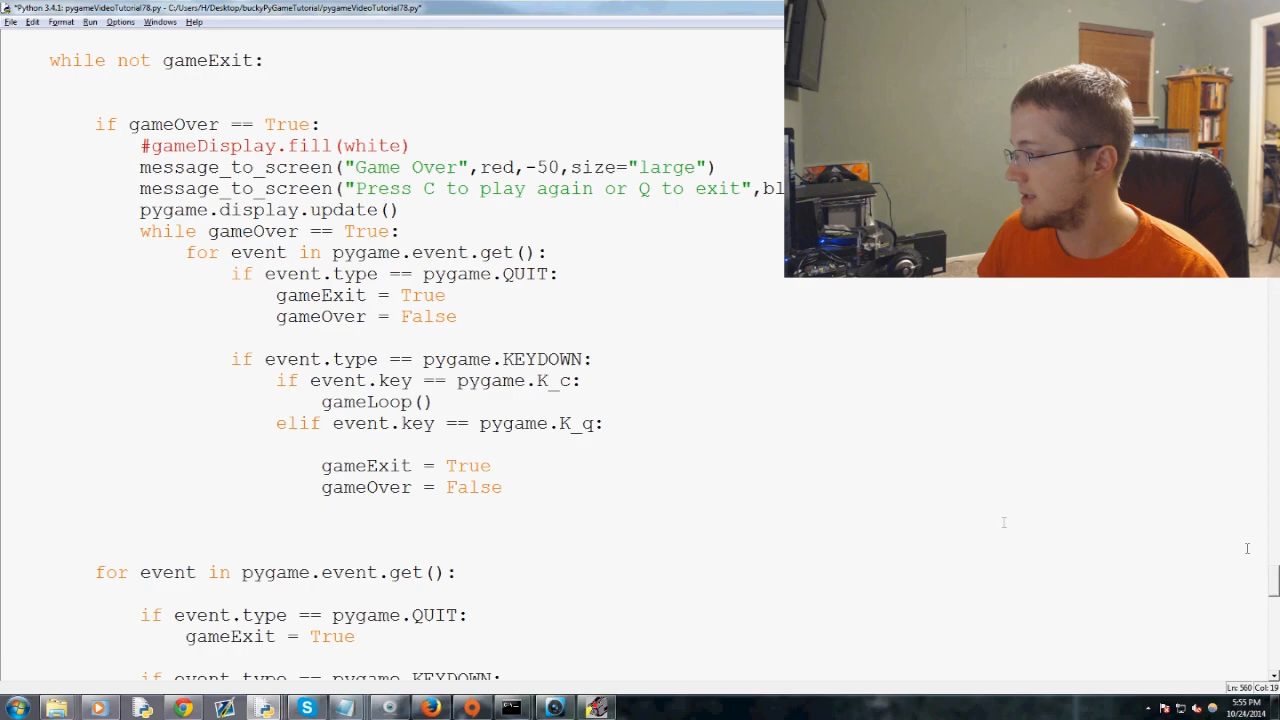 *Python 3.4.1: pygameVideoTutorial78.py - C:/Users/H/Desktop/buckyPyGameTutorial/pygameVideoTutorial78.py*
File Edit Format Run Options Windows Help
while not gameExit:
if gameOver == True:
#gameDisplay.fill(white)
message_to_screen("Game Over",red,-50,size="large")
message_to_screen("Press C to play again or Q to exit",bl
pygame.display.update()
while gameOver == True:
for event in pygame.event.get():
if event.type == pygame.QUIT:
gameExit = True
gameOver = False
if event.type == pygame.KEYDOWN:
if event.key == pygame.K_c:
gameLoop()
elif event.key == pygame.K_q:
gameExit = True
gameOver = False
for event in pygame.event.get():
if event.type == pygame.QUIT:
gameExit = True
if event.type == pygame.KEYDOWN:
Ln: 560 Col: 19
5:55 PM
10/24/2014